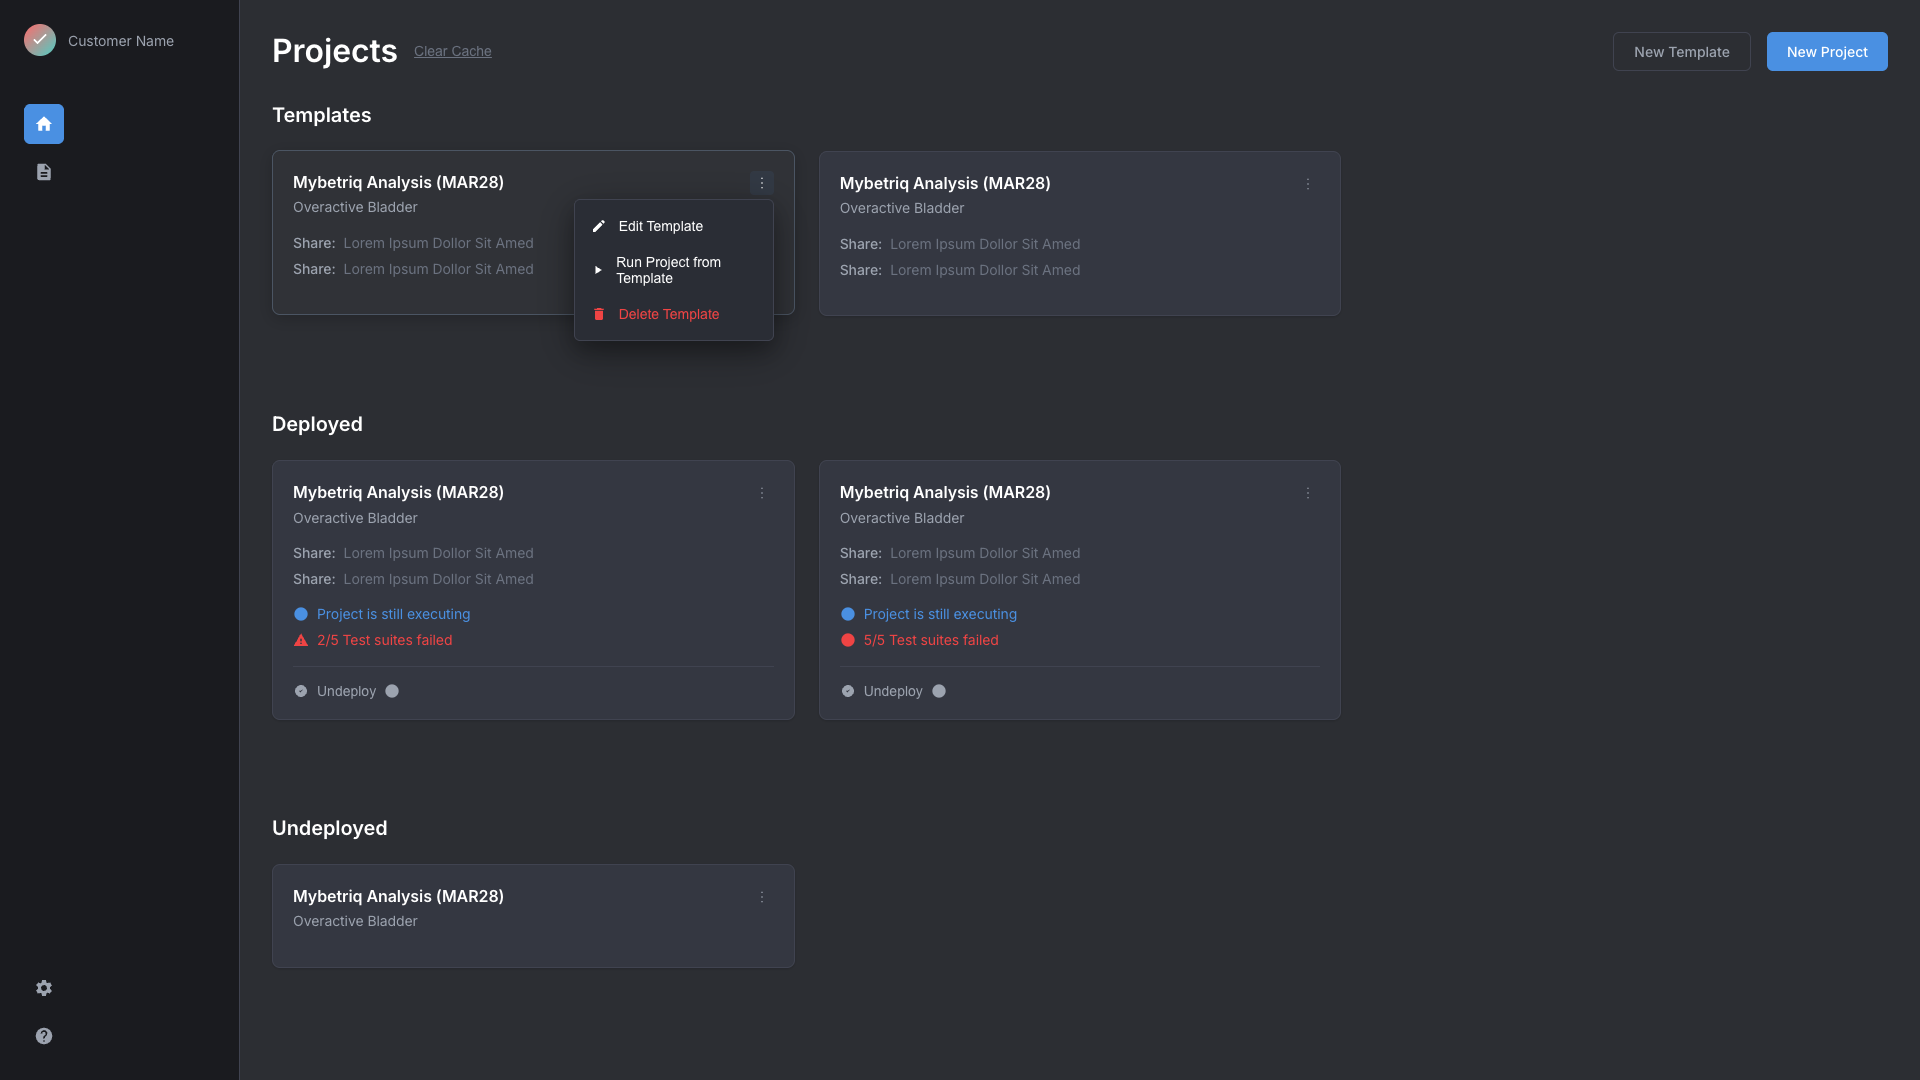 Customer Name
Projects
Clear Cache
New Template
New Project
Templates
Mybetriq Analysis (MAR28)
Overactive Bladder
Share: Lorem Ipsum Dollor Sit Amed
Share: Lorem Ipsum Dollor Sit Amed
Edit Template
Run Project from
Template
Delete Template
Mybetriq Analysis (MAR28)
Overactive Bladder
Share: Lorem Ipsum Dollor Sit Amed
Share: Lorem Ipsum Dollor Sit Amed
Deployed
Mybetriq Analysis (MAR28)
Overactive Bladder
Share: Lorem Ipsum Dollor Sit Amed
Share: Lorem Ipsum Dollor Sit Amed
Project is still executing
2/5 Test suites failed
Undeploy
Mybetriq Analysis (MAR28)
Overactive Bladder
Share: Lorem Ipsum Dollor Sit Amed
Share: Lorem Ipsum Dollor Sit Amed
Project is still executing
5/5 Test suites failed
Undeploy
Undeployed
Mybetriq Analysis (MAR28)
Overactive Bladder